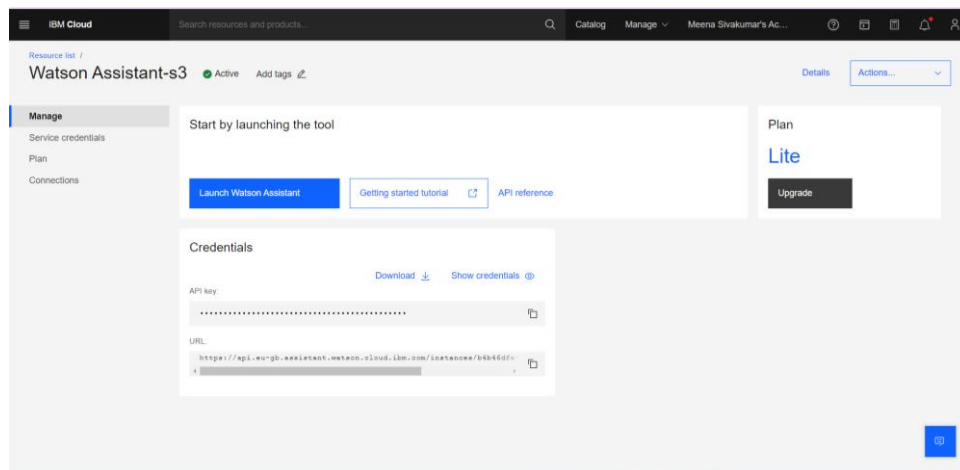 IBM Cloud
Search resources and products...
Catalog
Manage
Meena Sivakumar's Ac...
Resource list /
Watson Assistant-s3
Active
Add tags
Details
Actions...
Manage
Service credentials
Plan
Connections
Start by launching the tool
Launch Watson Assistant
Getting started tutorial
API reference
Plan
Lite
Upgrade
Credentials
Download
Show credentials
API key:
••••••••••••••••••••••••••••••••••••••••••••
URL:
https://api.eu-gb.assistant.watson.cloud.ibm.com/instances/